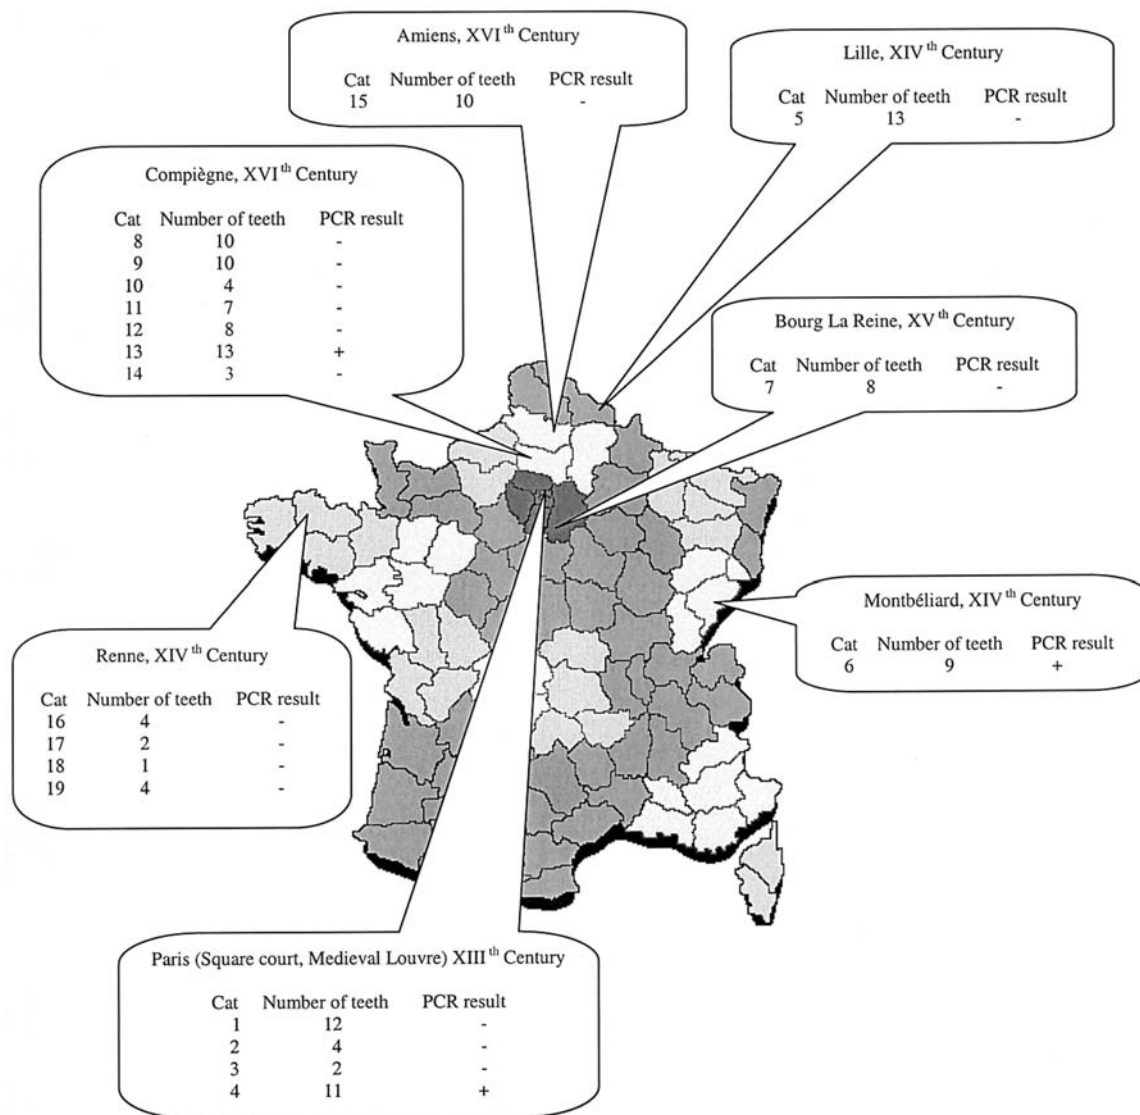 Amiens, XVI th Century
Cat Number of teeth PCR result
15 10 -
Lille, XIV th Century
Cat Number of teeth PCR result
5 13 -
Compiègne, XVI th Century
Cat Number of teeth PCR result
8 10 -
9 10 -
10 4 -
11 7 -
12 8 -
13 13 +
14 3 -
Bourg La Reine, XV th Century
Cat Number of teeth PCR result
7 8 -
Montbéliard, XIV th Century
Cat Number of teeth PCR result
6 9 +
Renne, XIV th Century
Cat Number of teeth PCR result
16 4 -
17 2 -
18 1 -
19 4 -
Paris (Square court, Medieval Louvre) XIII th Century
Cat Number of teeth PCR result
1 12 -
2 4 -
3 2 -
4 11 +